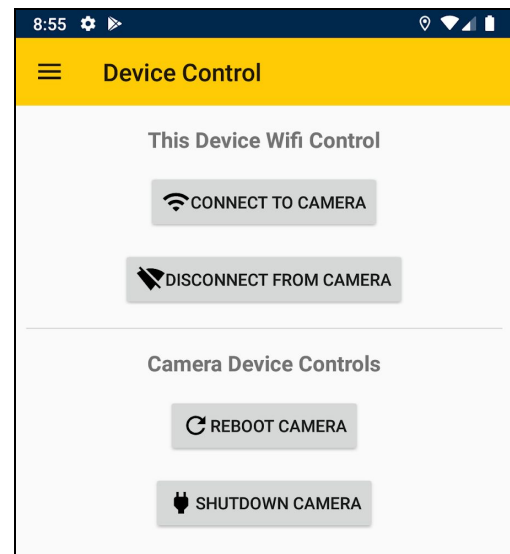 8:55
Device Control
This Device Wifi Control
CONNECT TO CAMERA
DISCONNECT FROM CAMERA
Camera Device Controls
REBOOT CAMERA
SHUTDOWN CAMERA